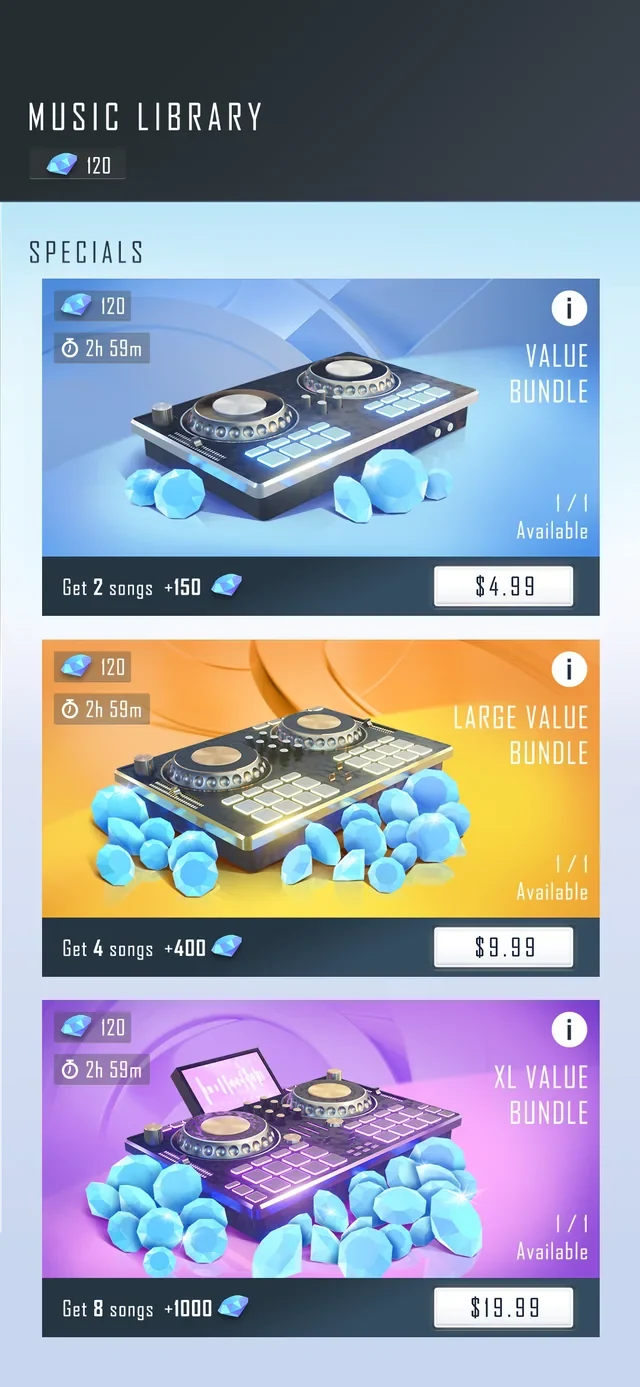 MUSIC LIBRARY
120
SPECIALS
120
2h 59m
VALUE
BUNDLE
1/1
Available
Get 2 songs +150
$4.99
120
2h 59m
LARGE VALUE
BUNDLE
1/1
Available
Get 4 songs +400
$9.99
120
2h 59m
XL VALUE
BUNDLE
1/1
Available
Get 8 songs +1000
$19.99